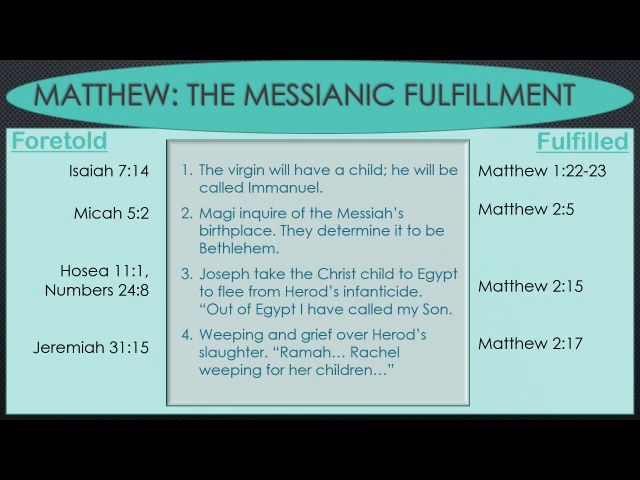 MATTHEW: THE MESSIANIC FULFILLMENT
Foretold
Fulfilled
Isaiah 7:14
1. The virgin will have a child; he will be
called Immanuel.
Matthew 1:22-23
Micah 5:2
2. Magi inquire of the Messiah's
birthplace. They determine it to be
Bethlehem.
Matthew 2:5
Hosea 11:1,
Numbers 24:8
3. Joseph take the Christ child to Egypt
to flee from Herod's infanticide.
"Out of Egypt I have called my Son.
Matthew 2:15
Jeremiah 31:15
4. Weeping and grief over Herod's
slaughter. "Ramah… Rachel
weeping for her children…"
Matthew 2:17